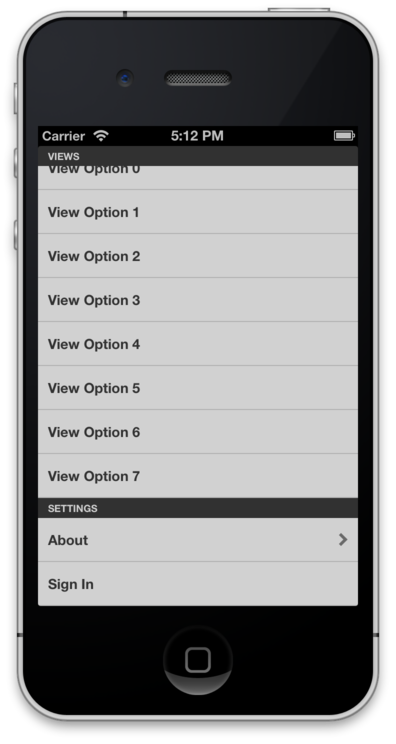 Carrier 5:12 PM
VIEWS
View Option 0
View Option 1
View Option 2
View Option 3
View Option 4
View Option 5
View Option 6
View Option 7
SETTINGS
About
Sign In